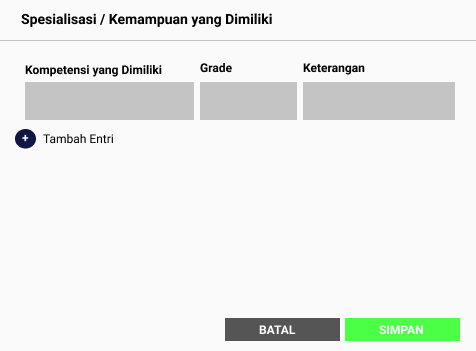 Spesialisasi / Kemampuan yang Dimiliki
Kompetensi yang Dimiliki Grade Keterangan
+ Tambah Entri
BATAL SIMPAN